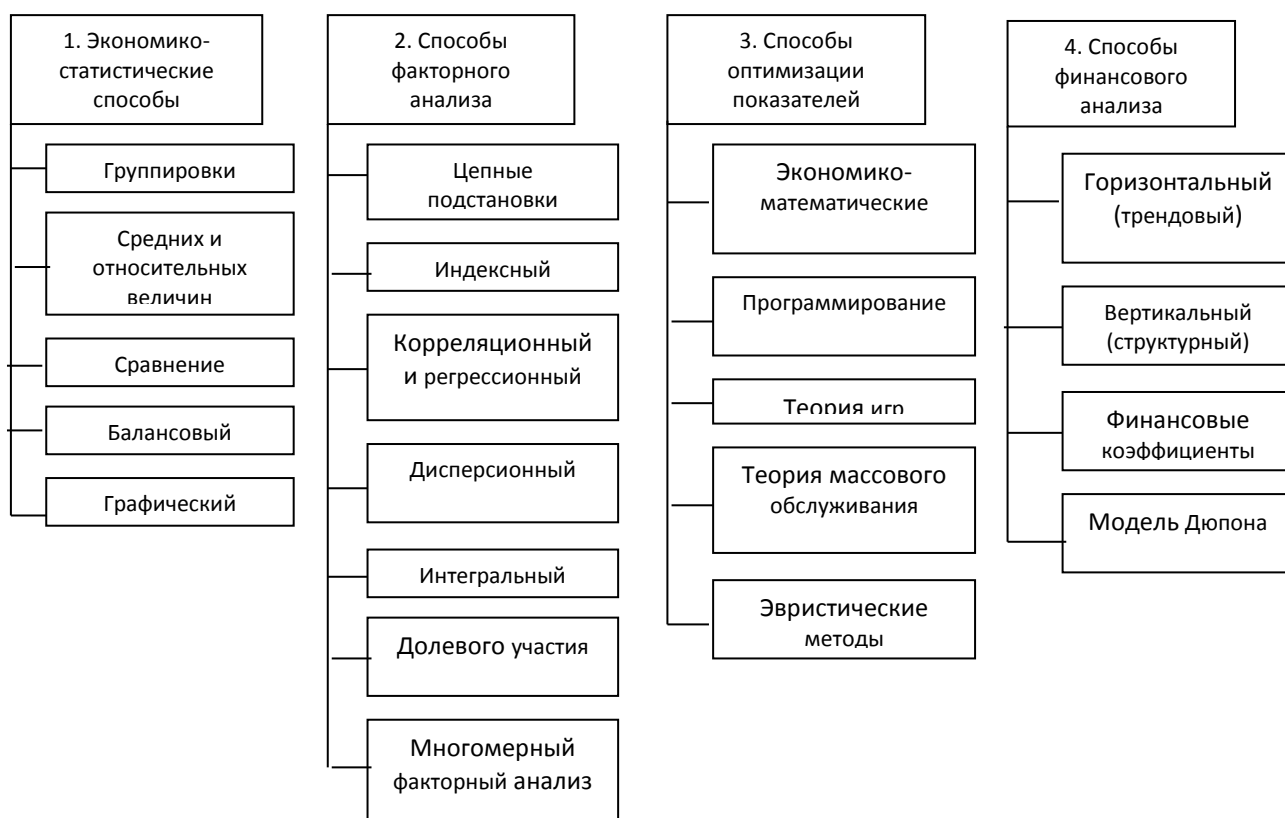 1. Экономико-
статистические
способы
Группировки
Средних и
относительных
величин
Сравнение
Балансовый
Графический
2. Способы
факторного
анализа
Цепные
подстановки
Индексный
Корреляционный
и регрессионный
Дисперсионный
Интегральный
Долевого участия
Многомерный
факторный анализ
3. Способы
оптимизации
показателей
Экономико-
математические
Программирование
Теория игр
Теория массового
обслуживания
Эвристические
методы
4. Способы
финансового
анализа
Горизонтальный
(трендовый)
Вертикальный
(структурный)
Финансовые
коэффициенты
Модель Дюпона